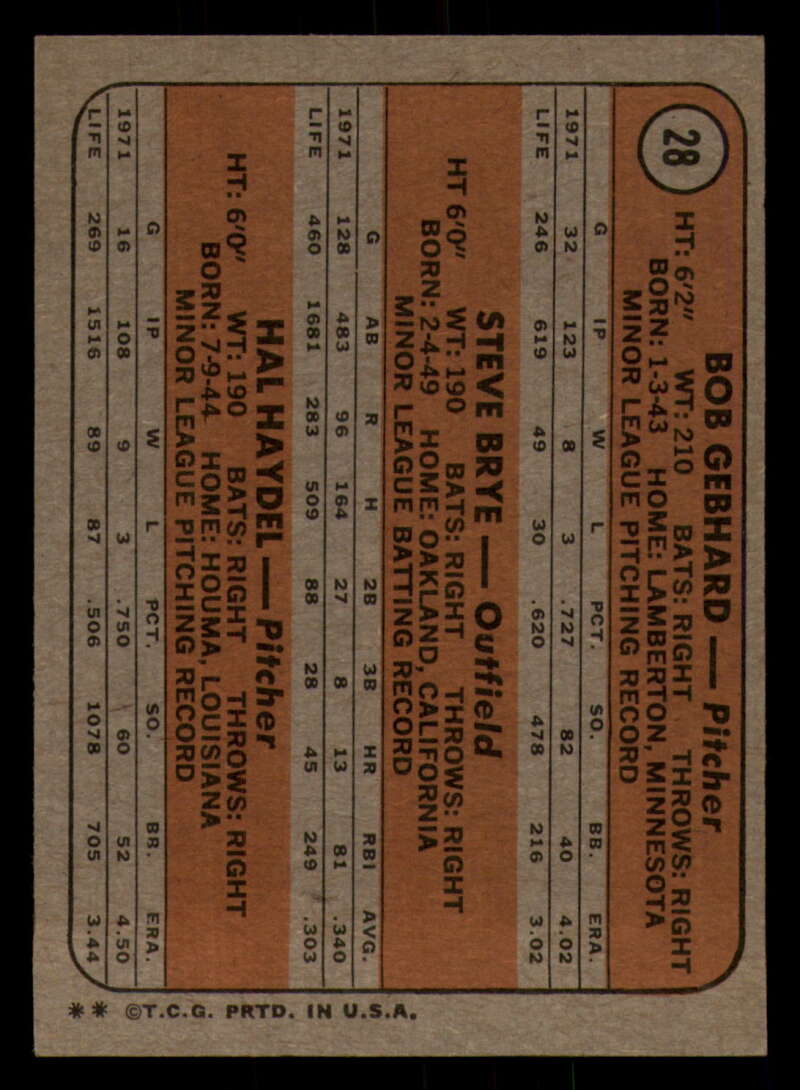 28
BOB GEBHARD — Pitcher
HT: 6'2" WT: 210 BATS: RIGHT THROWS: RIGHT
BORN: 1-3-43 HOME: LAMBERTON, MINNESOTA
MINOR LEAGUE PITCHING RECORD
G IP W L PCT. SO. BB. ERA.
1971 32 123 8 3 .727 82 40 4.02
LIFE 246 619 49 30 .620 478 216 3.02
STEVE BRYE — Outfield
HT 6'0" WT: 190 BATS: RIGHT THROWS: RIGHT
BORN: 2-4-49 HOME: OAKLAND, CALIFORNIA
MINOR LEAGUE BATTING RECORD
G AB R H 2B 3B HR RBI AVG.
1971 128 483 96 164 27 8 13 81 .340
LIFE 460 1681 283 509 88 28 45 249 .303
HAL HAYDEL — Pitcher
HT: 6'0" WT: 190 BATS: RIGHT THROWS: RIGHT
BORN: 7-9-44 HOME: HOUMA, LOUISIANA
MINOR LEAGUE PITCHING RECORD
G IP W L PCT. SO. BB. ERA.
1971 16 108 9 3 .750 60 52 4.50
LIFE 269 1516 89 87 .506 1078 705 3.44
** ©T.C.G. PRTD. IN U.S.A.